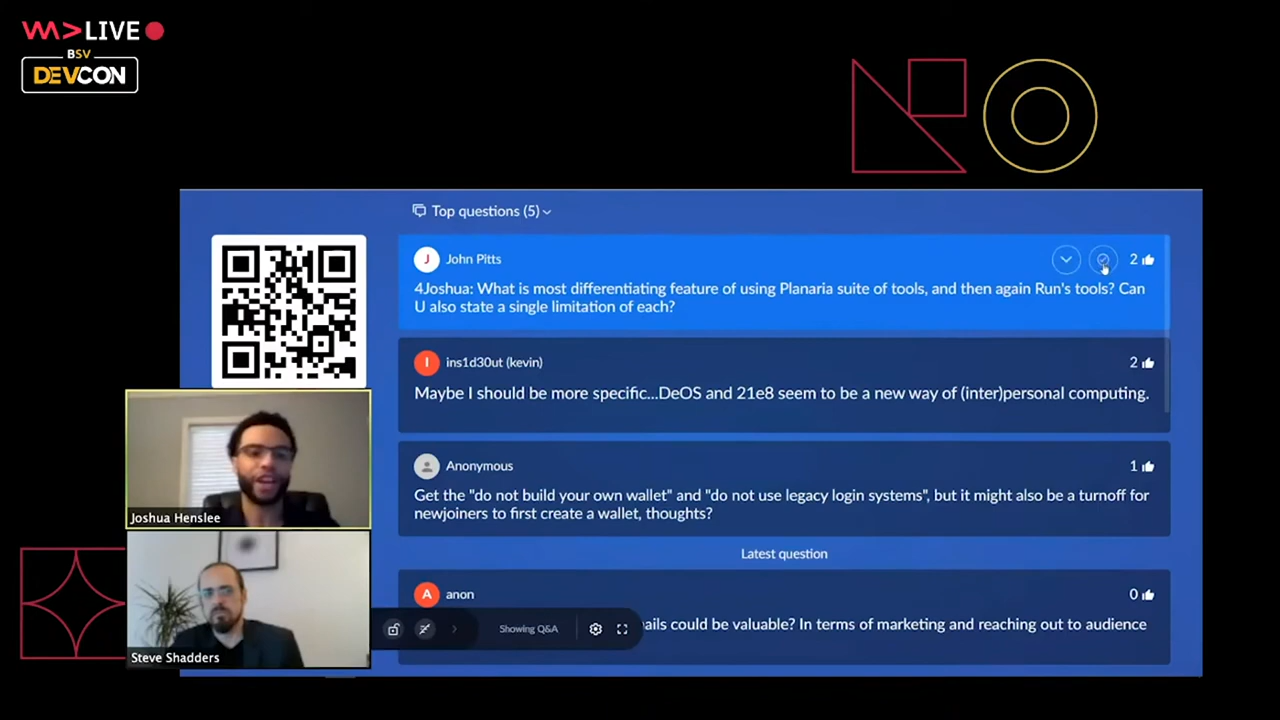 LIVE
BSV
DEVCON
Top questions (5)
J
John Pitts
2
4Joshua: What is most differentiating feature of using Planaria suite of tools, and then again Run's tools? Can
U also state a single limitation of each?
I
ins1d30ut (kevin)
2
Maybe I should be more specific...DeOS and 21e8 seem to be a new way of (inter)personal computing.
Anonymous
1
Get the "do not build your own wallet" and "do not use legacy login systems", but it might also be a turnoff for
newjoiners to first create a wallet, thoughts?
Latest question
A
anon
0
could be valuable? In terms of marketing and reaching out to audience
Showing Q&A
Joshua Henslee
Steve Shadders